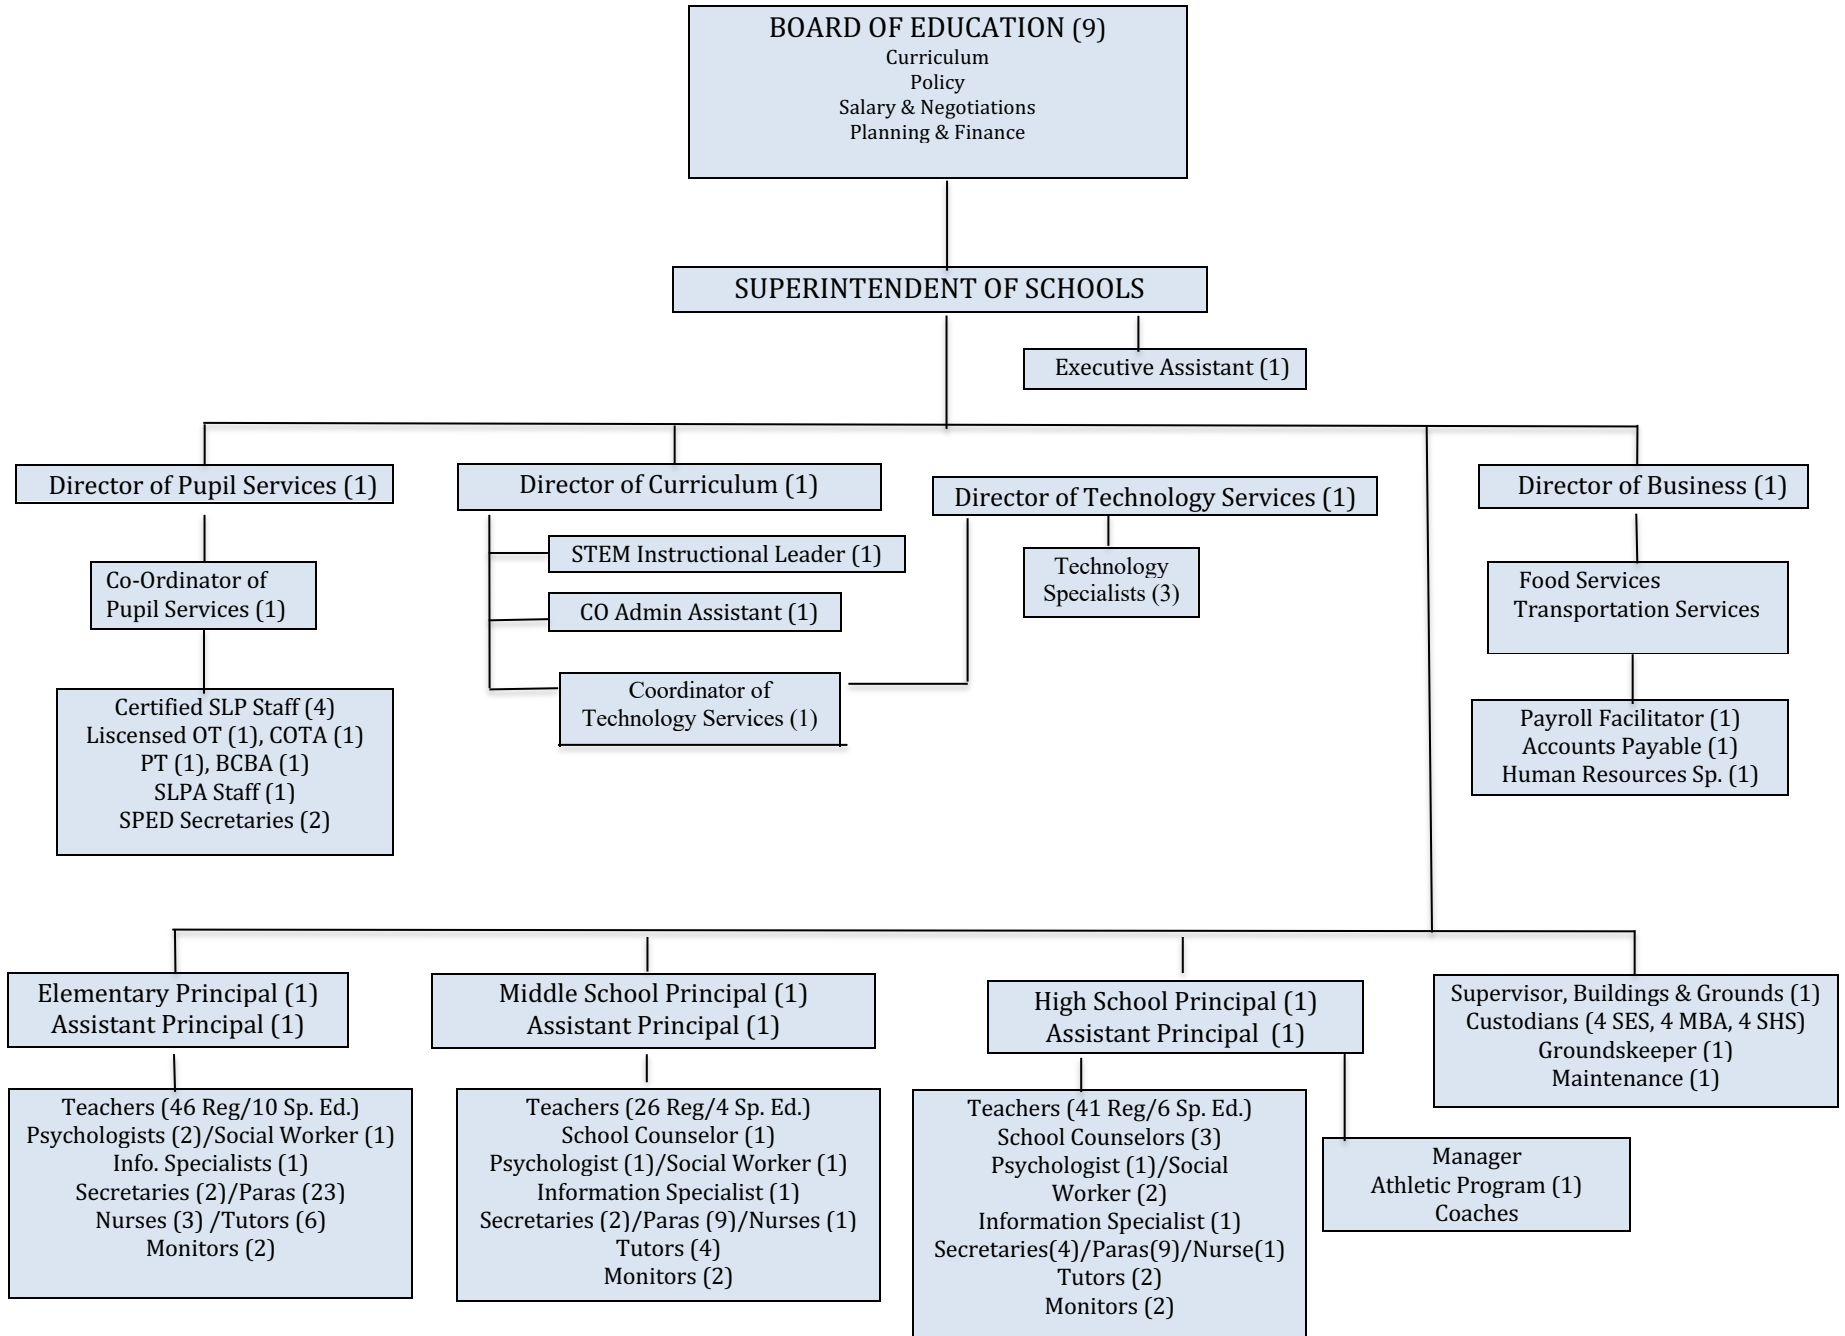 BOARD OF EDUCATION (9)
Curriculum
Policy
Salary & Negotiations
Planning & Finance
SUPERINTENDENT OF SCHOOLS
Executive Assistant (1)
Director of Pupil Services (1)
Director of Curriculum (1)
Director of Technology Services (1)
Director of Business (1)
STEM Instructional Leader (1)
CO Admin Assistant (1)
Coordinator of
Technology Services (1)
Technology
Specialists (3)
Co-Ordinator of
Pupil Services (1)
Food Services
Transportation Services
Certified SLP Staff (4)
Liscensed OT (1), COTA (1)
PT (1), BCBA (1)
SLPA Staff (1)
SPED Secretaries (2)
Payroll Facilitator (1)
Accounts Payable (1)
Human Resources Sp. (1)
Elementary Principal (1)
Assistant Principal (1)
Middle School Principal (1)
Assistant Principal (1)
High School Principal (1)
Assistant Principal (1)
Supervisor, Buildings & Grounds (1)
Custodians (4 SES, 4 MBA, 4 SHS)
Groundskeeper (1)
Maintenance (1)
Teachers (46 Reg/10 Sp. Ed.)
Psychologists (2)/Social Worker (1)
Info. Specialists (1)
Secretaries (2)/Paras (23)
Nurses (3) /Tutors (6)
Monitors (2)
Teachers (26 Reg/4 Sp. Ed.)
School Counselor (1)
Psychologist (1)/Social Worker (1)
Information Specialist (1)
Secretaries (2)/Paras (9)/Nurses (1)
Tutors (4)
Monitors (2)
Teachers (41 Reg/6 Sp. Ed.)
School Counselors (3)
Psychologist (1)/Social
Worker (2)
Information Specialist (1)
Secretaries(4)/Paras(9)/Nurse(1)
Tutors (2)
Monitors (2)
Manager
Athletic Program (1)
Coaches